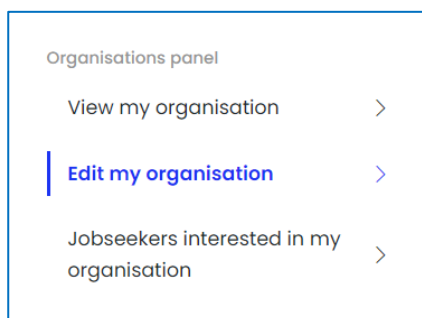 Organisations panel
View my organisation
Edit my organisation
Jobseekers interested in my
organisation